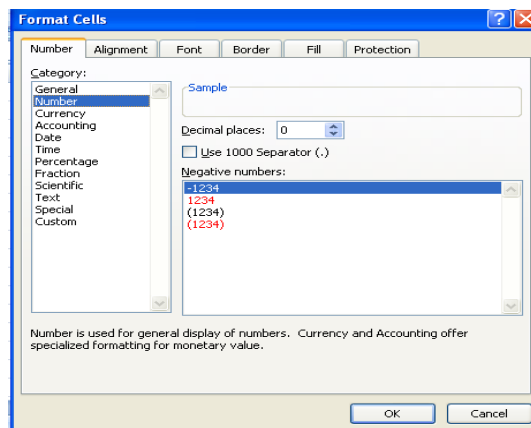 Format Cells
Number Alignment Font Border Fill Protection
Category:
General
Number
Currency
Accounting
Date
Time
Percentage
Fraction
Scientific
Text
Special
Custom
Sample
Decimal places: 0
Use 1000 Separator (.)
Negative numbers:
-1234
1234
(1234)
(1234)
Number is used for general display of numbers. Currency and Accounting offer
specialized formatting for monetary value.
OK Cancel